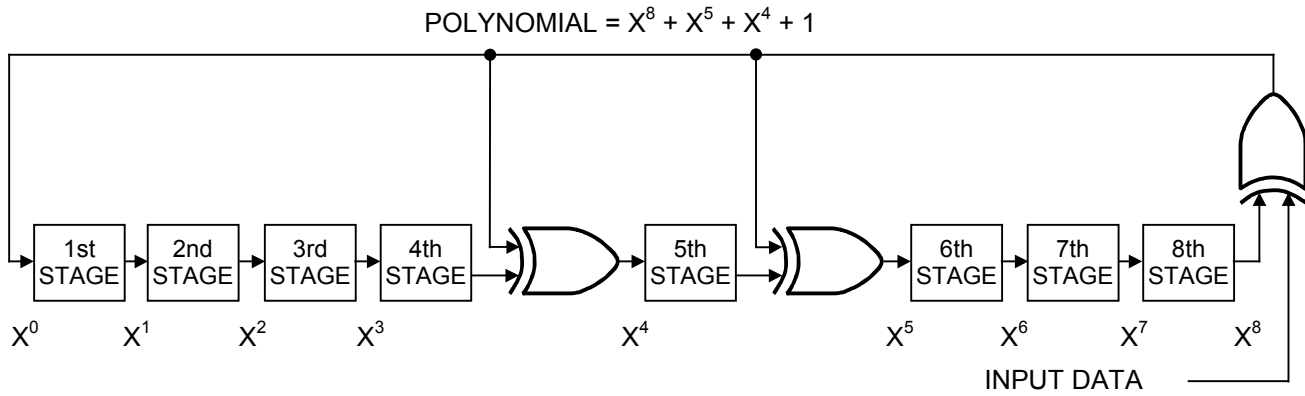 POLYNOMIAL = X⁸ + X⁵ + X⁴ + 1
1st STAGE
2nd STAGE
3rd STAGE
4th STAGE
5th STAGE
6th STAGE
7th STAGE
8th STAGE
X⁰ X¹ X² X³ X⁴ X⁵ X⁶ X⁷ X⁸
INPUT DATA